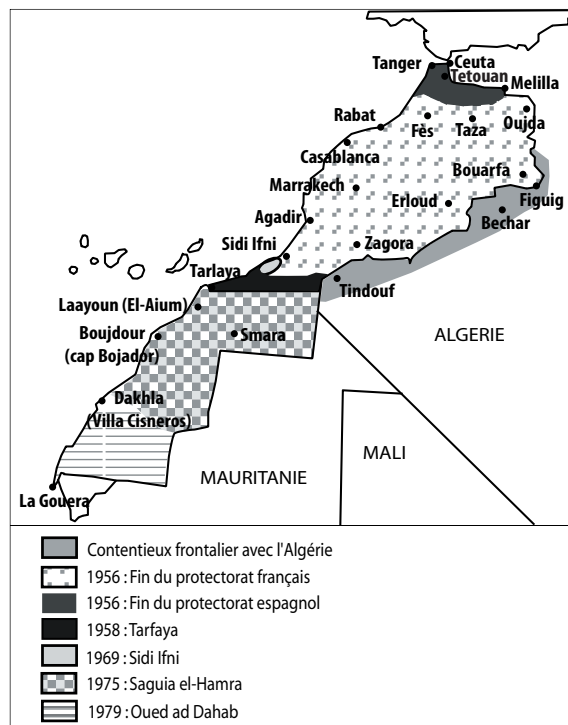 Tanger
Ceuta
Tetouan
Melilla
Rabat
Fès
Taza
Oujda
Casablança
Bouarfa
Marrakech
Erloud
Figuig
Bechar
Agadir
Sidi Ifni
Zagora
Tarlaya
Tindouf
Laayoun (El-Aium)
ALGERIE
Boujdour
(cap Bojador)
Smara
Dakhla
(Villa Cisneros)
MALI
MAURITANIE
La Gouera
Contentieux frontalier avec l'Algérie
1956 : Fin du protectorat français
1956 : Fin du protectorat espagnol
1958 : Tarfaya
1969 : Sidi Ifni
1975 : Saguia el-Hamra
1979 : Oued ad Dahab